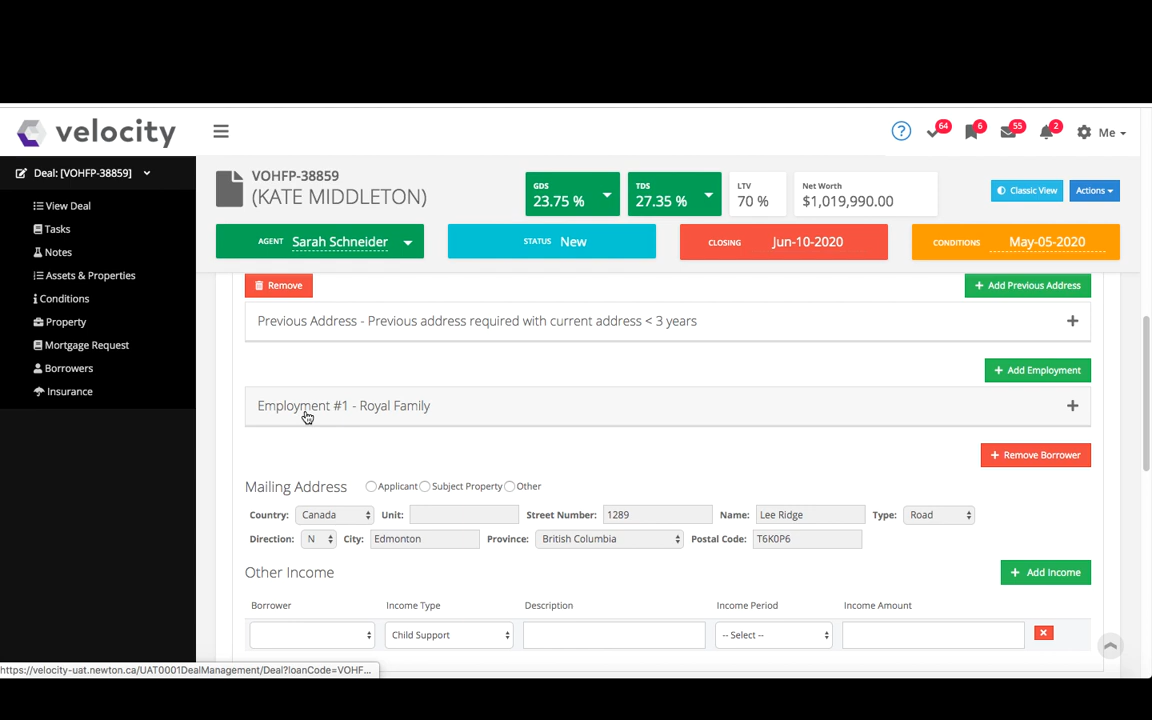 velocity
64 6 55 2 Me
Deal: [VOHFP-38859]
View Deal
Tasks
Notes
Assets & Properties
Conditions
Property
Mortgage Request
Borrowers
Insurance
VOHFP-38859
(KATE MIDDLETON)
GDS
23.75 %
TDS
27.35 %
LTV
70 %
Net Worth
$1,019,990.00
Classic View
Actions
AGENT Sarah Schneider
STATUS New
CLOSING Jun-10-2020
CONDITIONS May-05-2020
Remove
+ Add Previous Address
Previous Address - Previous address required with current address < 3 years +
+ Add Employment
Employment #1 - Royal Family +
+ Remove Borrower
Mailing Address Applicant Subject Property Other
Country: Canada Unit: Street Number: 1289 Name: Lee Ridge Type: Road
Direction: N City: Edmonton Province: British Columbia Postal Code: T6K0P6
Other Income
+ Add Income
Borrower Income Type Description Income Period Income Amount
Child Support -- Select --
https://velocity-uat.newton.ca/UAT0001DealManagement/Deal?loanCode=VOHF...